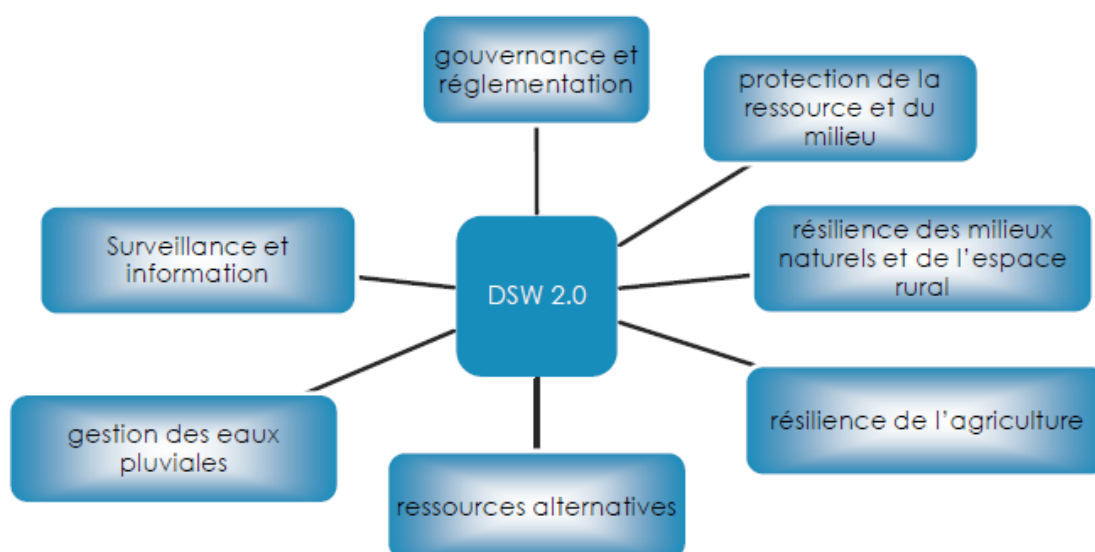 gouvernance et
réglementation
protection de la
ressource et du
milieu
Surveillance et
information
résilience des milieux
naturels et de l'espace
rural
DSW 2.0
gestion des eaux
pluviales
résilience de l'agriculture
ressources alternatives